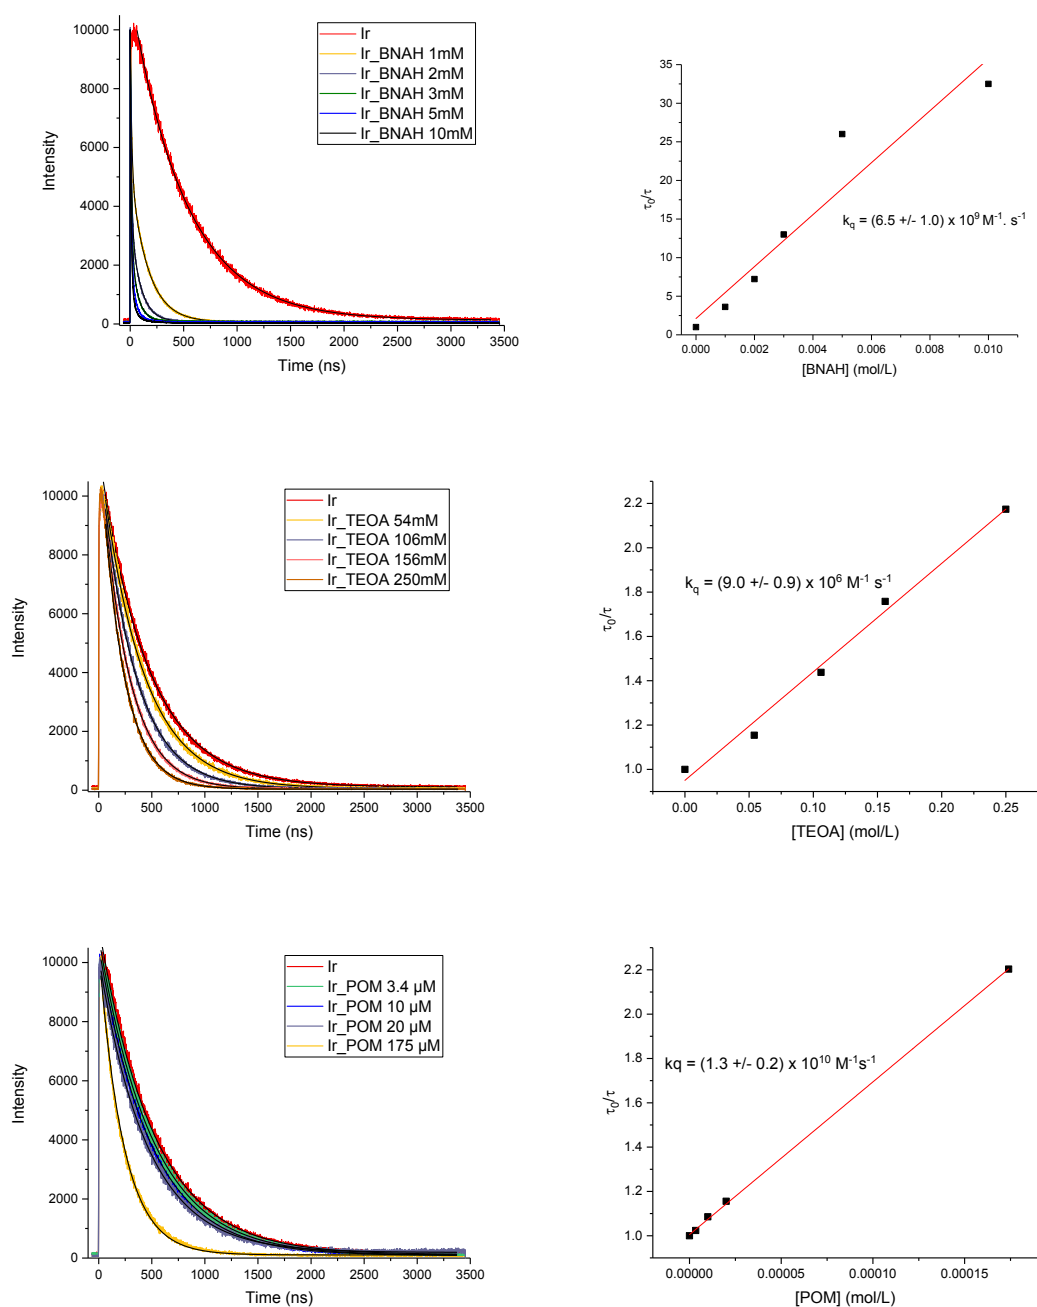 10000
8000
6000
4000
2000
0
Intensity
0 500 1000 1500 2000 2500 3000 3500
Time (ns)
Ir
Ir_BNAH 1mM
Ir_BNAH 2mM
Ir_BNAH 3mM
Ir_BNAH 5mM
Ir_BNAH 10mM
35
30
25
20
15
10
5
0
τ0/τ
kq = (6.5 +/- 1.0) x 10^9 M^-1. s^-1
0.000 0.002 0.004 0.006 0.008 0.010
[BNAH] (mol/L)
10000
8000
6000
4000
2000
0
Intensity
0 500 1000 1500 2000 2500 3000 3500
Time (ns)
Ir
Ir_TEOA 54mM
Ir_TEOA 106mM
Ir_TEOA 156mM
Ir_TEOA 250mM
2.2
2.0
1.8
1.6
1.4
1.2
1.0
τ0/τ
kq = (9.0 +/- 0.9) x 10^6 M^-1 s^-1
0.00 0.05 0.10 0.15 0.20 0.25
[TEOA] (mol/L)
10000
8000
6000
4000
2000
0
Intensity
0 500 1000 1500 2000 2500 3000 3500
Time (ns)
Ir
Ir_POM 3.4 µM
Ir_POM 10 µM
Ir_POM 20 µM
Ir_POM 175 µM
2.2
2.0
1.8
1.6
1.4
1.2
1.0
τ0/τ
kq = (1.3 +/- 0.2) x 10^10 M^-1s^-1
0.00000 0.00005 0.00010 0.00015
[POM] (mol/L)